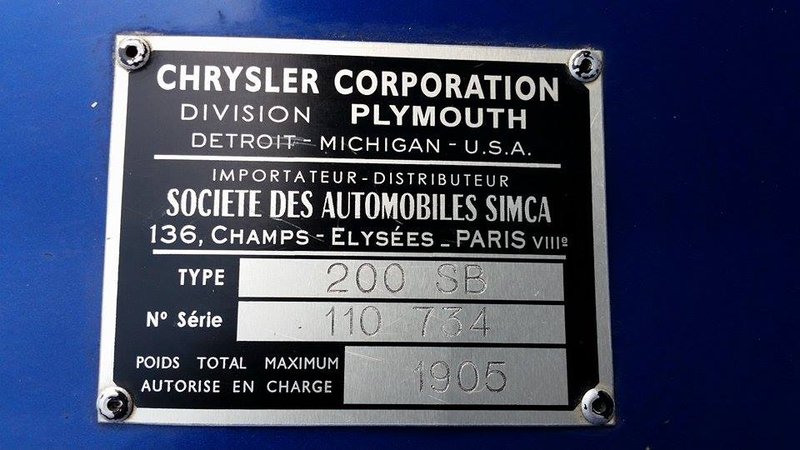 CHRYSLER CORPORATION
DIVISION PLYMOUTH
DETROIT - MICHIGAN - U.S.A.
IMPORTATEUR - DISTRIBUTEUR
SOCIETE DES AUTOMOBILES SIMCA
136, CHAMPS - ELYSÉES _ PARIS VIIIe
TYPE 200 SB
No Série 110 734
POIDS TOTAL MAXIMUM
AUTORISE EN CHARGE 1905